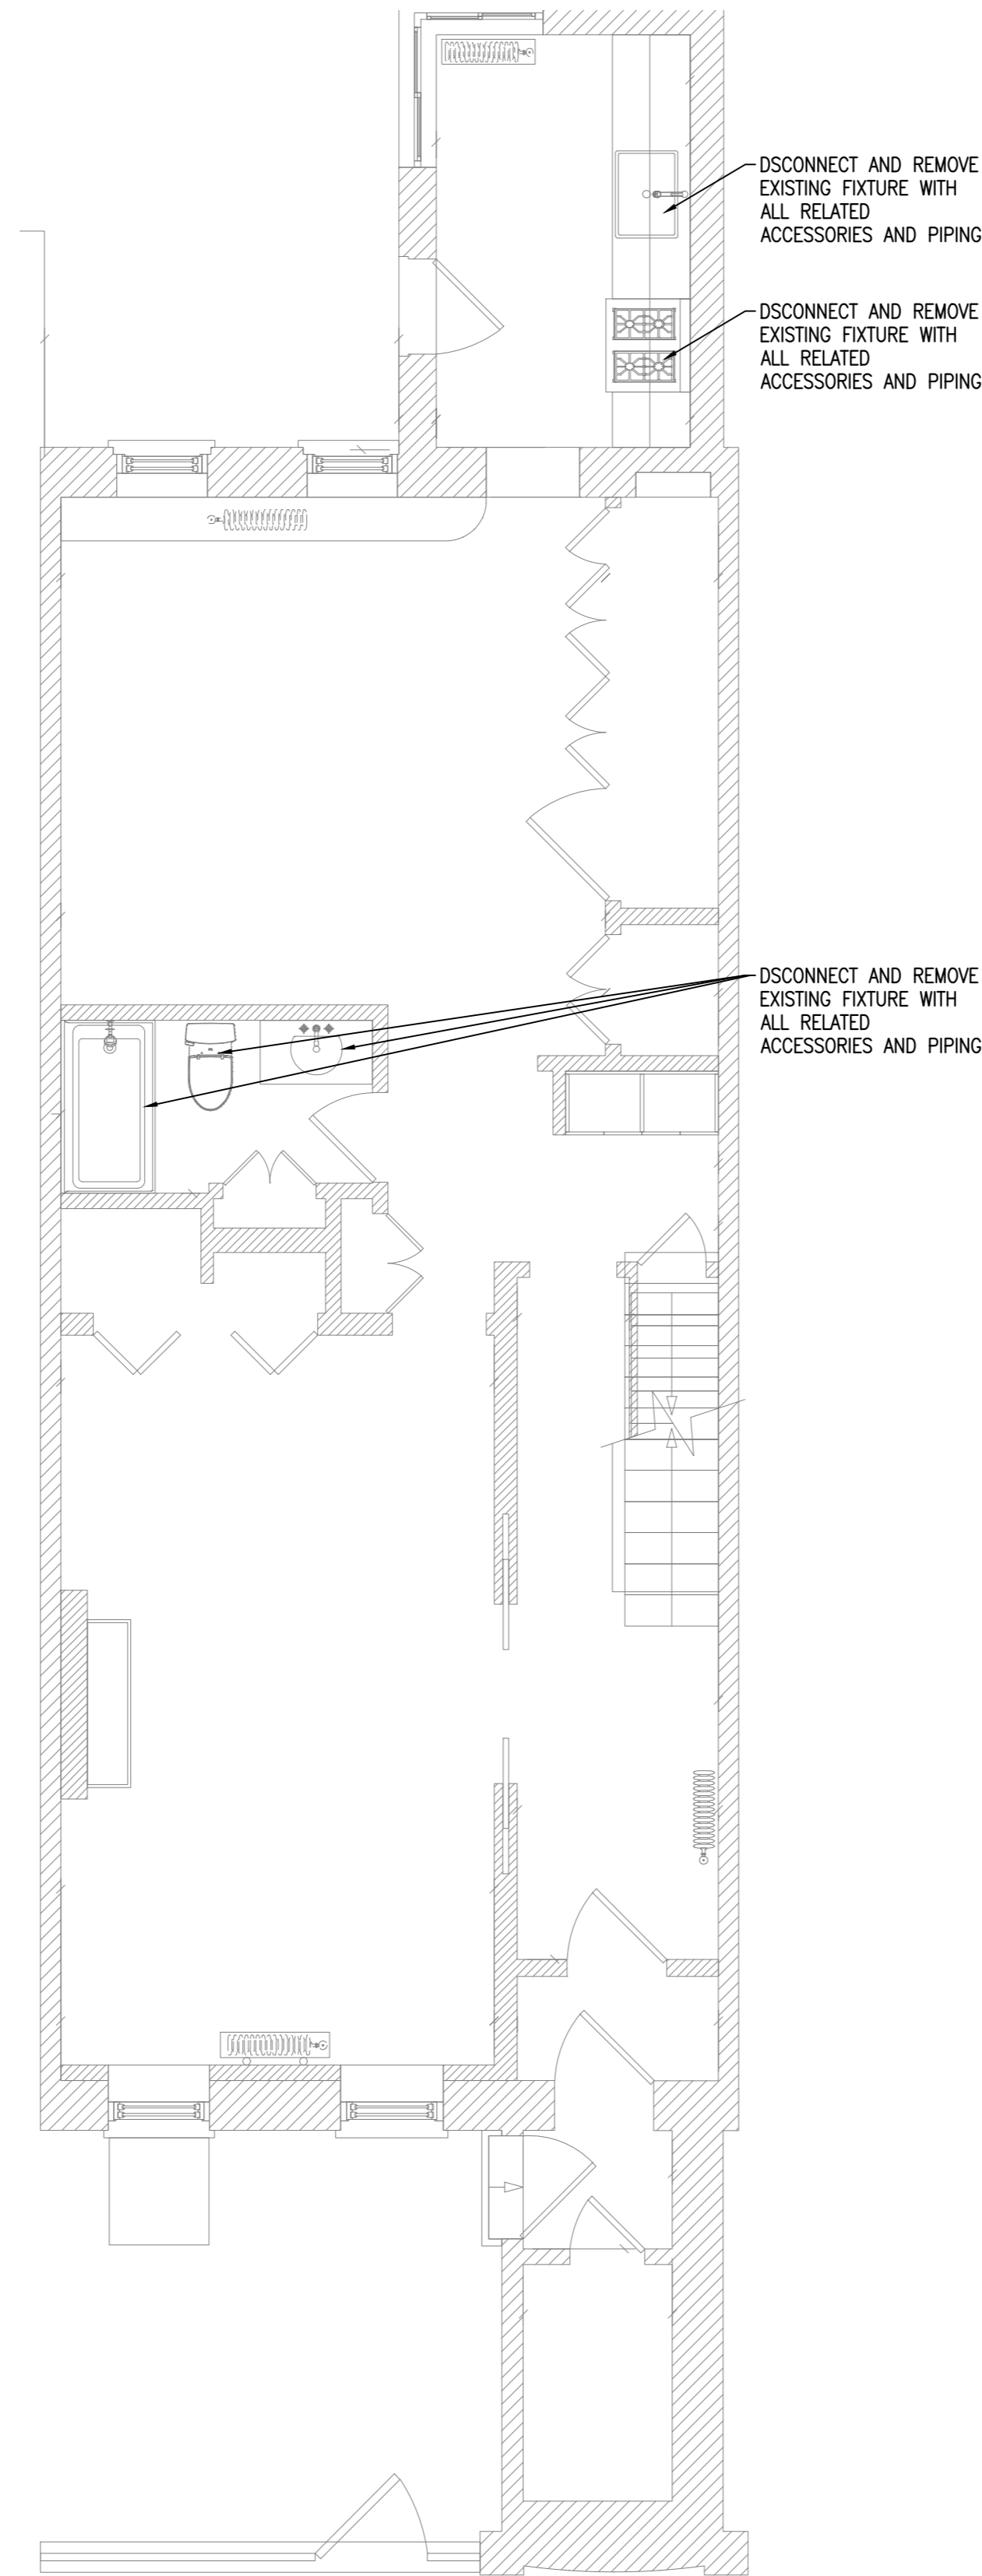 DSCONNECT AND REMOVE
EXISTING FIXTURE WITH
ALL RELATED
ACCESSORIES AND PIPING
DSCONNECT AND REMOVE
EXISTING FIXTURE WITH
ALL RELATED
ACCESSORIES AND PIPING
DSCONNECT AND REMOVE
EXISTING FIXTURE WITH
ALL RELATED
ACCESSORIES AND PIPING